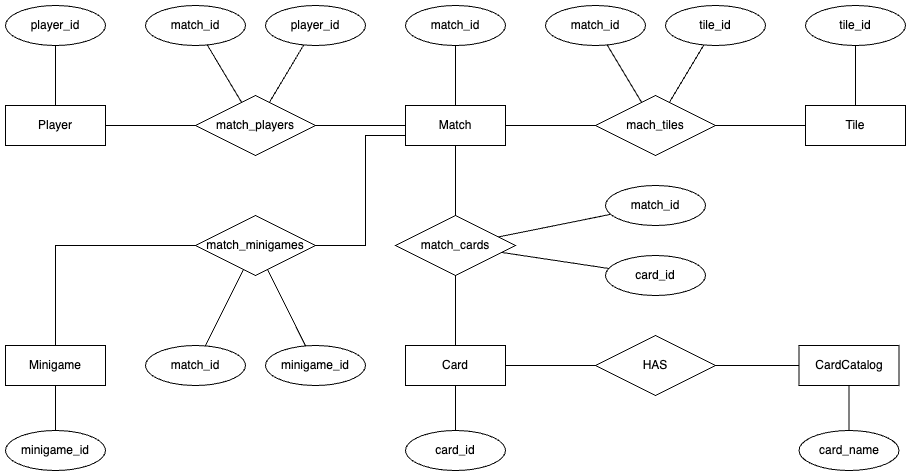 player_id
match_id
player_id
match_id
match_id
tile_id
tile_id
Player
match_players
Match
mach_tiles
Tile
match_id
match_minigames
match_cards
card_id
Minigame
match_id
minigame_id
Card
HAS
CardCatalog
minigame_id
card_id
card_name